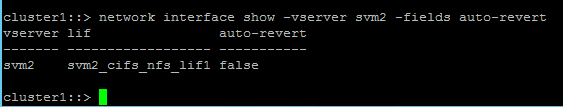 cluster1::> network interface show -vserver svm2 -fields auto-revert
vserver lif                auto-revert
------- ------------------ -----------
svm2    svm2_cifs_nfs_lif1 false
cluster1::>